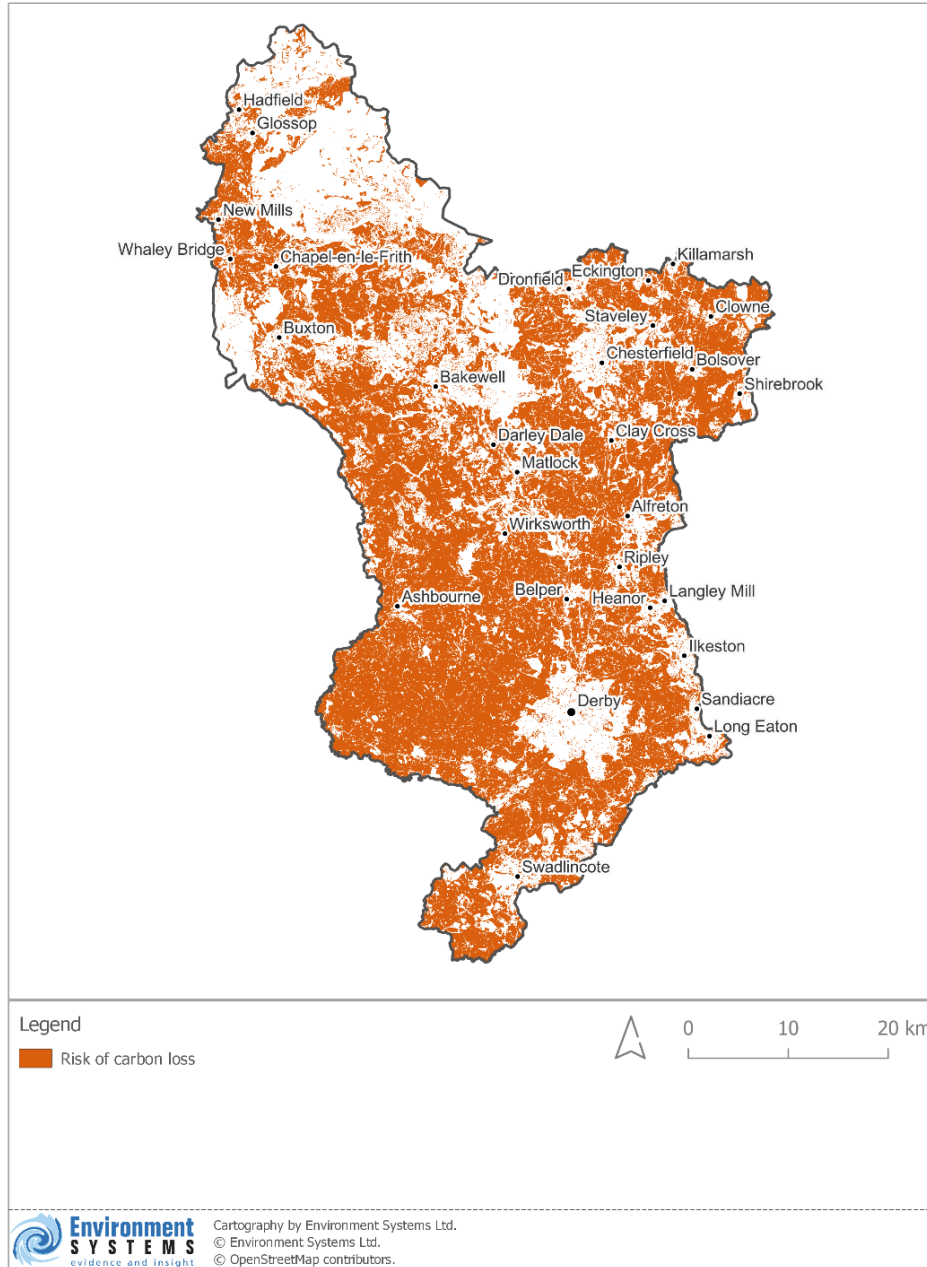 Hadfield
Glossop
New Mills
Whaley Bridge
Chapel-en-le-Frith
Killamarsh
Eckington
Dronfield
Clowne
Staveley
Buxton
Chesterfield
Bolsover
Bakewell
Shirebrook
Darley Dale
Clay Cross
Matlock
Alfreton
Wirksworth
Ripley
Belper
Langley Mill
Ashbourne
Heanor
Ilkeston
Derby
Sandiacre
Long Eaton
Swadlincote
Legend
0 10 20 km
Risk of carbon loss
Environment
SYSTEMS
evidence and insight
Cartography by Environment Systems Ltd.
© Environment Systems Ltd.
© OpenStreetMap contributors.